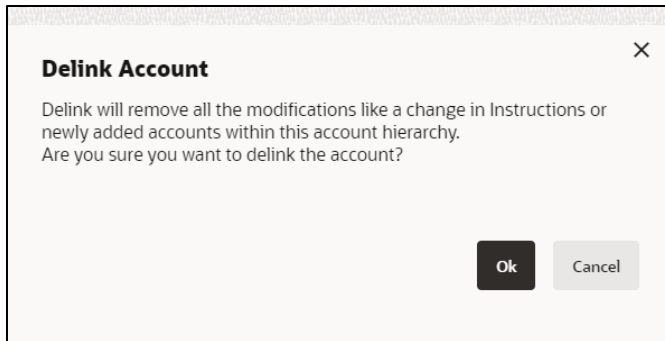 Delink Account
Delink will remove all the modifications like a change in Instructions or
newly added accounts within this account hierarchy.
Are you sure you want to delink the account?
Ok
Cancel